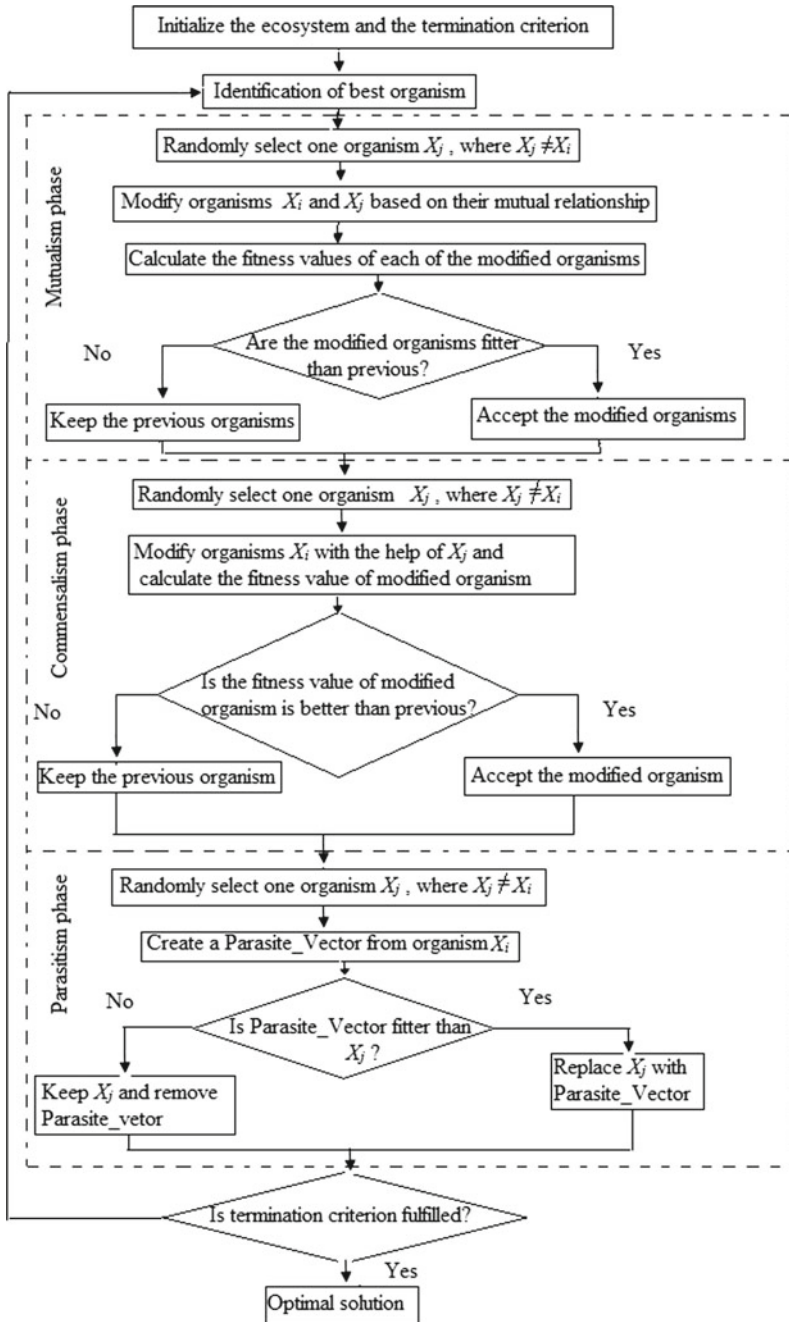 Initialize the ecosystem and the termination criterion
Identification of best organism
Mutualism phase
Randomly select one organism Xj , where Xj ≠Xi
Modify organisms Xi and Xj based on their mutual relationship
Calculate the fitness values of each of the modified organisms
Are the modified organisms fitter
than previous?
No
Yes
Keep the previous organisms
Accept the modified organisms
Commensalism phase
Randomly select one organism Xj , where Xj ≠Xi
Modify organisms Xi with the help of Xj and
calculate the fitness value of modified organism
Is the fitness value of modified
organism is better than previous?
No
Yes
Keep the previous organism
Accept the modified organism
Parasitism phase
Randomly select one organism Xj , where Xj ≠ Xi
Create a Parasite_Vector from organism Xi
No
Yes
Is Parasite_Vector fitter than
Xj ?
Keep Xj and remove
Parasite_vetor
Replace Xj with
Parasite_Vector
Is termination criterion fulfilled?
Yes
Optimal solution